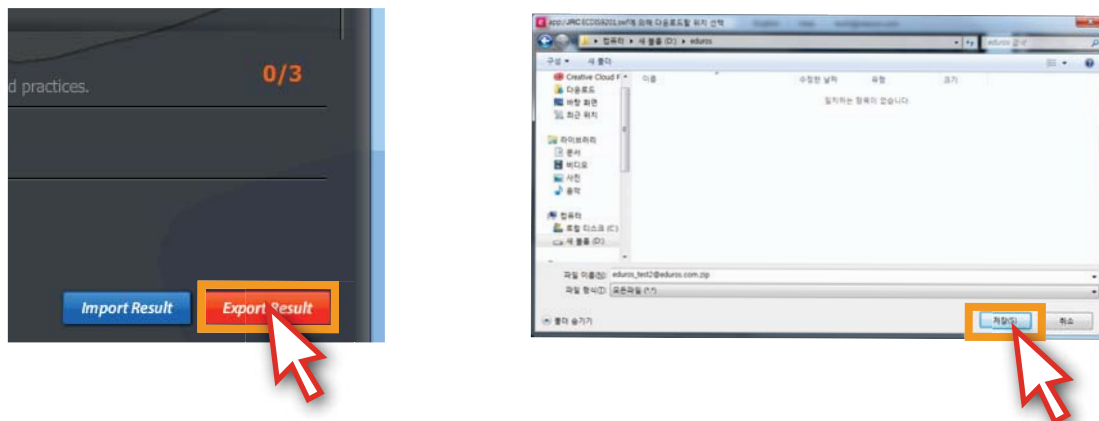 0/3
d practices.
Import Result
Export Result
app:/JRC ECDIS9201.swf에 의해 다운로드할 위치 선택
컴퓨터 ▸ 새 볼륨 (D:) ▸ eduros
eduros 검색
구성 ▾ 새 폴더
Creative Cloud F
다운로드
바탕 화면
최근 위치
라이브러리
문서
비디오
사진
음악
컴퓨터
로컬 디스크 (C:)
새 볼륨 (D:)
이름 수정한 날짜 유형 크기
일치하는 항목이 없습니다.
파일 이름(N): eduros_test2@eduros.com.zip
파일 형식(T): 모든파일 (*.*)
폴더 숨기기
저장(S)
취소